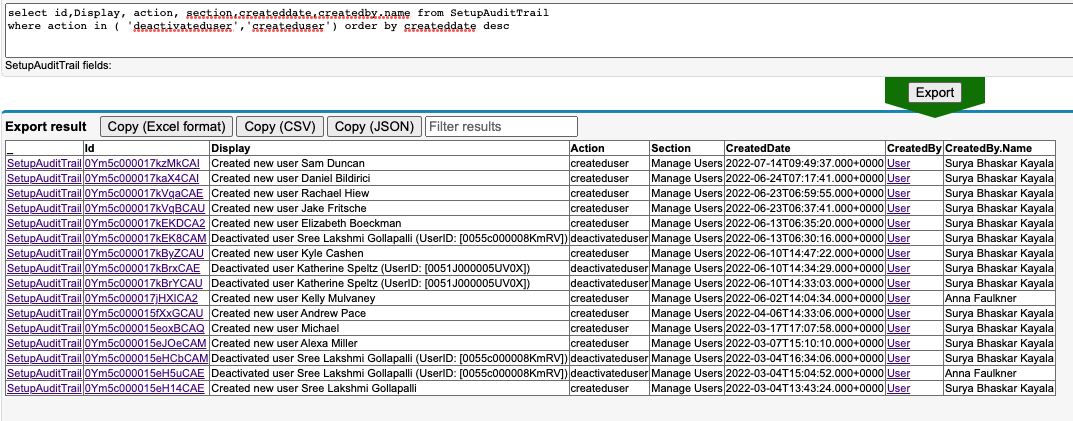 select id,Display, action, section,createddate,createdby.name from SetupAuditTrail
where action in ( 'deactivateduser','createduser') order by createddate desc
SetupAuditTrail fields:
Export
Export result Copy (Excel format) Copy (CSV) Copy (JSON) Filter results
_ Id Display Action Section CreatedDate CreatedBy CreatedBy.Name
SetupAuditTrail 0Ym5c000017kzMkCAI Created new user Sam Duncan createduser Manage Users 2022-07-14T09:49:37.000+0000 User Surya Bhaskar Kayala
SetupAuditTrail 0Ym5c000017kaX4CAI Created new user Daniel Bildirici createduser Manage Users 2022-06-24T07:17:41.000+0000 User Surya Bhaskar Kayala
SetupAuditTrail 0Ym5c000017kVqaCAE Created new user Rachael Hiew createduser Manage Users 2022-06-23T06:59:55.000+0000 User Surya Bhaskar Kayala
SetupAuditTrail 0Ym5c000017kVqBCAU Created new user Jake Fritsche createduser Manage Users 2022-06-23T06:37:41.000+0000 User Surya Bhaskar Kayala
SetupAuditTrail 0Ym5c000017kEKDCA2 Created new user Elizabeth Boeckman createduser Manage Users 2022-06-13T06:35:20.000+0000 User Surya Bhaskar Kayala
SetupAuditTrail 0Ym5c000017kEK8CAM Deactivated user Sree Lakshmi Gollapalli (UserID: [0055c000008KmRV]) deactivateduser Manage Users 2022-06-13T06:30:16.000+0000 User Surya Bhaskar Kayala
SetupAuditTrail 0Ym5c000017kByZCAU Created new user Kyle Cashen createduser Manage Users 2022-06-10T14:47:22.000+0000 User Surya Bhaskar Kayala
SetupAuditTrail 0Ym5c000017kBrxCAE Deactivated user Katherine Speltz (UserID: [0051J000005UV0X]) deactivateduser Manage Users 2022-06-10T14:34:29.000+0000 User Surya Bhaskar Kayala
SetupAuditTrail 0Ym5c000017kBrYCAU Deactivated user Katherine Speltz (UserID: [0051J000005UV0X]) deactivateduser Manage Users 2022-06-10T14:33:03.000+0000 User Surya Bhaskar Kayala
SetupAuditTrail 0Ym5c000017jHXICA2 Created new user Kelly Mulvaney createduser Manage Users 2022-06-02T14:04:34.000+0000 User Anna Faulkner
SetupAuditTrail 0Ym5c000015fXxGCAU Created new user Andrew Pace createduser Manage Users 2022-04-06T14:33:06.000+0000 User Surya Bhaskar Kayala
SetupAuditTrail 0Ym5c000015eoxBCAQ Created new user Michael createduser Manage Users 2022-03-17T17:07:58.000+0000 User Surya Bhaskar Kayala
SetupAuditTrail 0Ym5c000015eJOeCAM Created new user Alexa Miller createduser Manage Users 2022-03-07T15:10:10.000+0000 User Surya Bhaskar Kayala
SetupAuditTrail 0Ym5c000015eHCbCAM Deactivated user Sree Lakshmi Gollapalli (UserID: [0055c000008KmRV]) deactivateduser Manage Users 2022-03-04T16:34:06.000+0000 User Surya Bhaskar Kayala
SetupAuditTrail 0Ym5c000015eH5uCAE Deactivated user Sree Lakshmi Gollapalli (UserID: [0055c000008KmRV]) deactivateduser Manage Users 2022-03-04T15:04:52.000+0000 User Anna Faulkner
SetupAuditTrail 0Ym5c000015eH14CAE Created new user Sree Lakshmi Gollapalli createduser Manage Users 2022-03-04T13:43:24.000+0000 User Surya Bhaskar Kayala